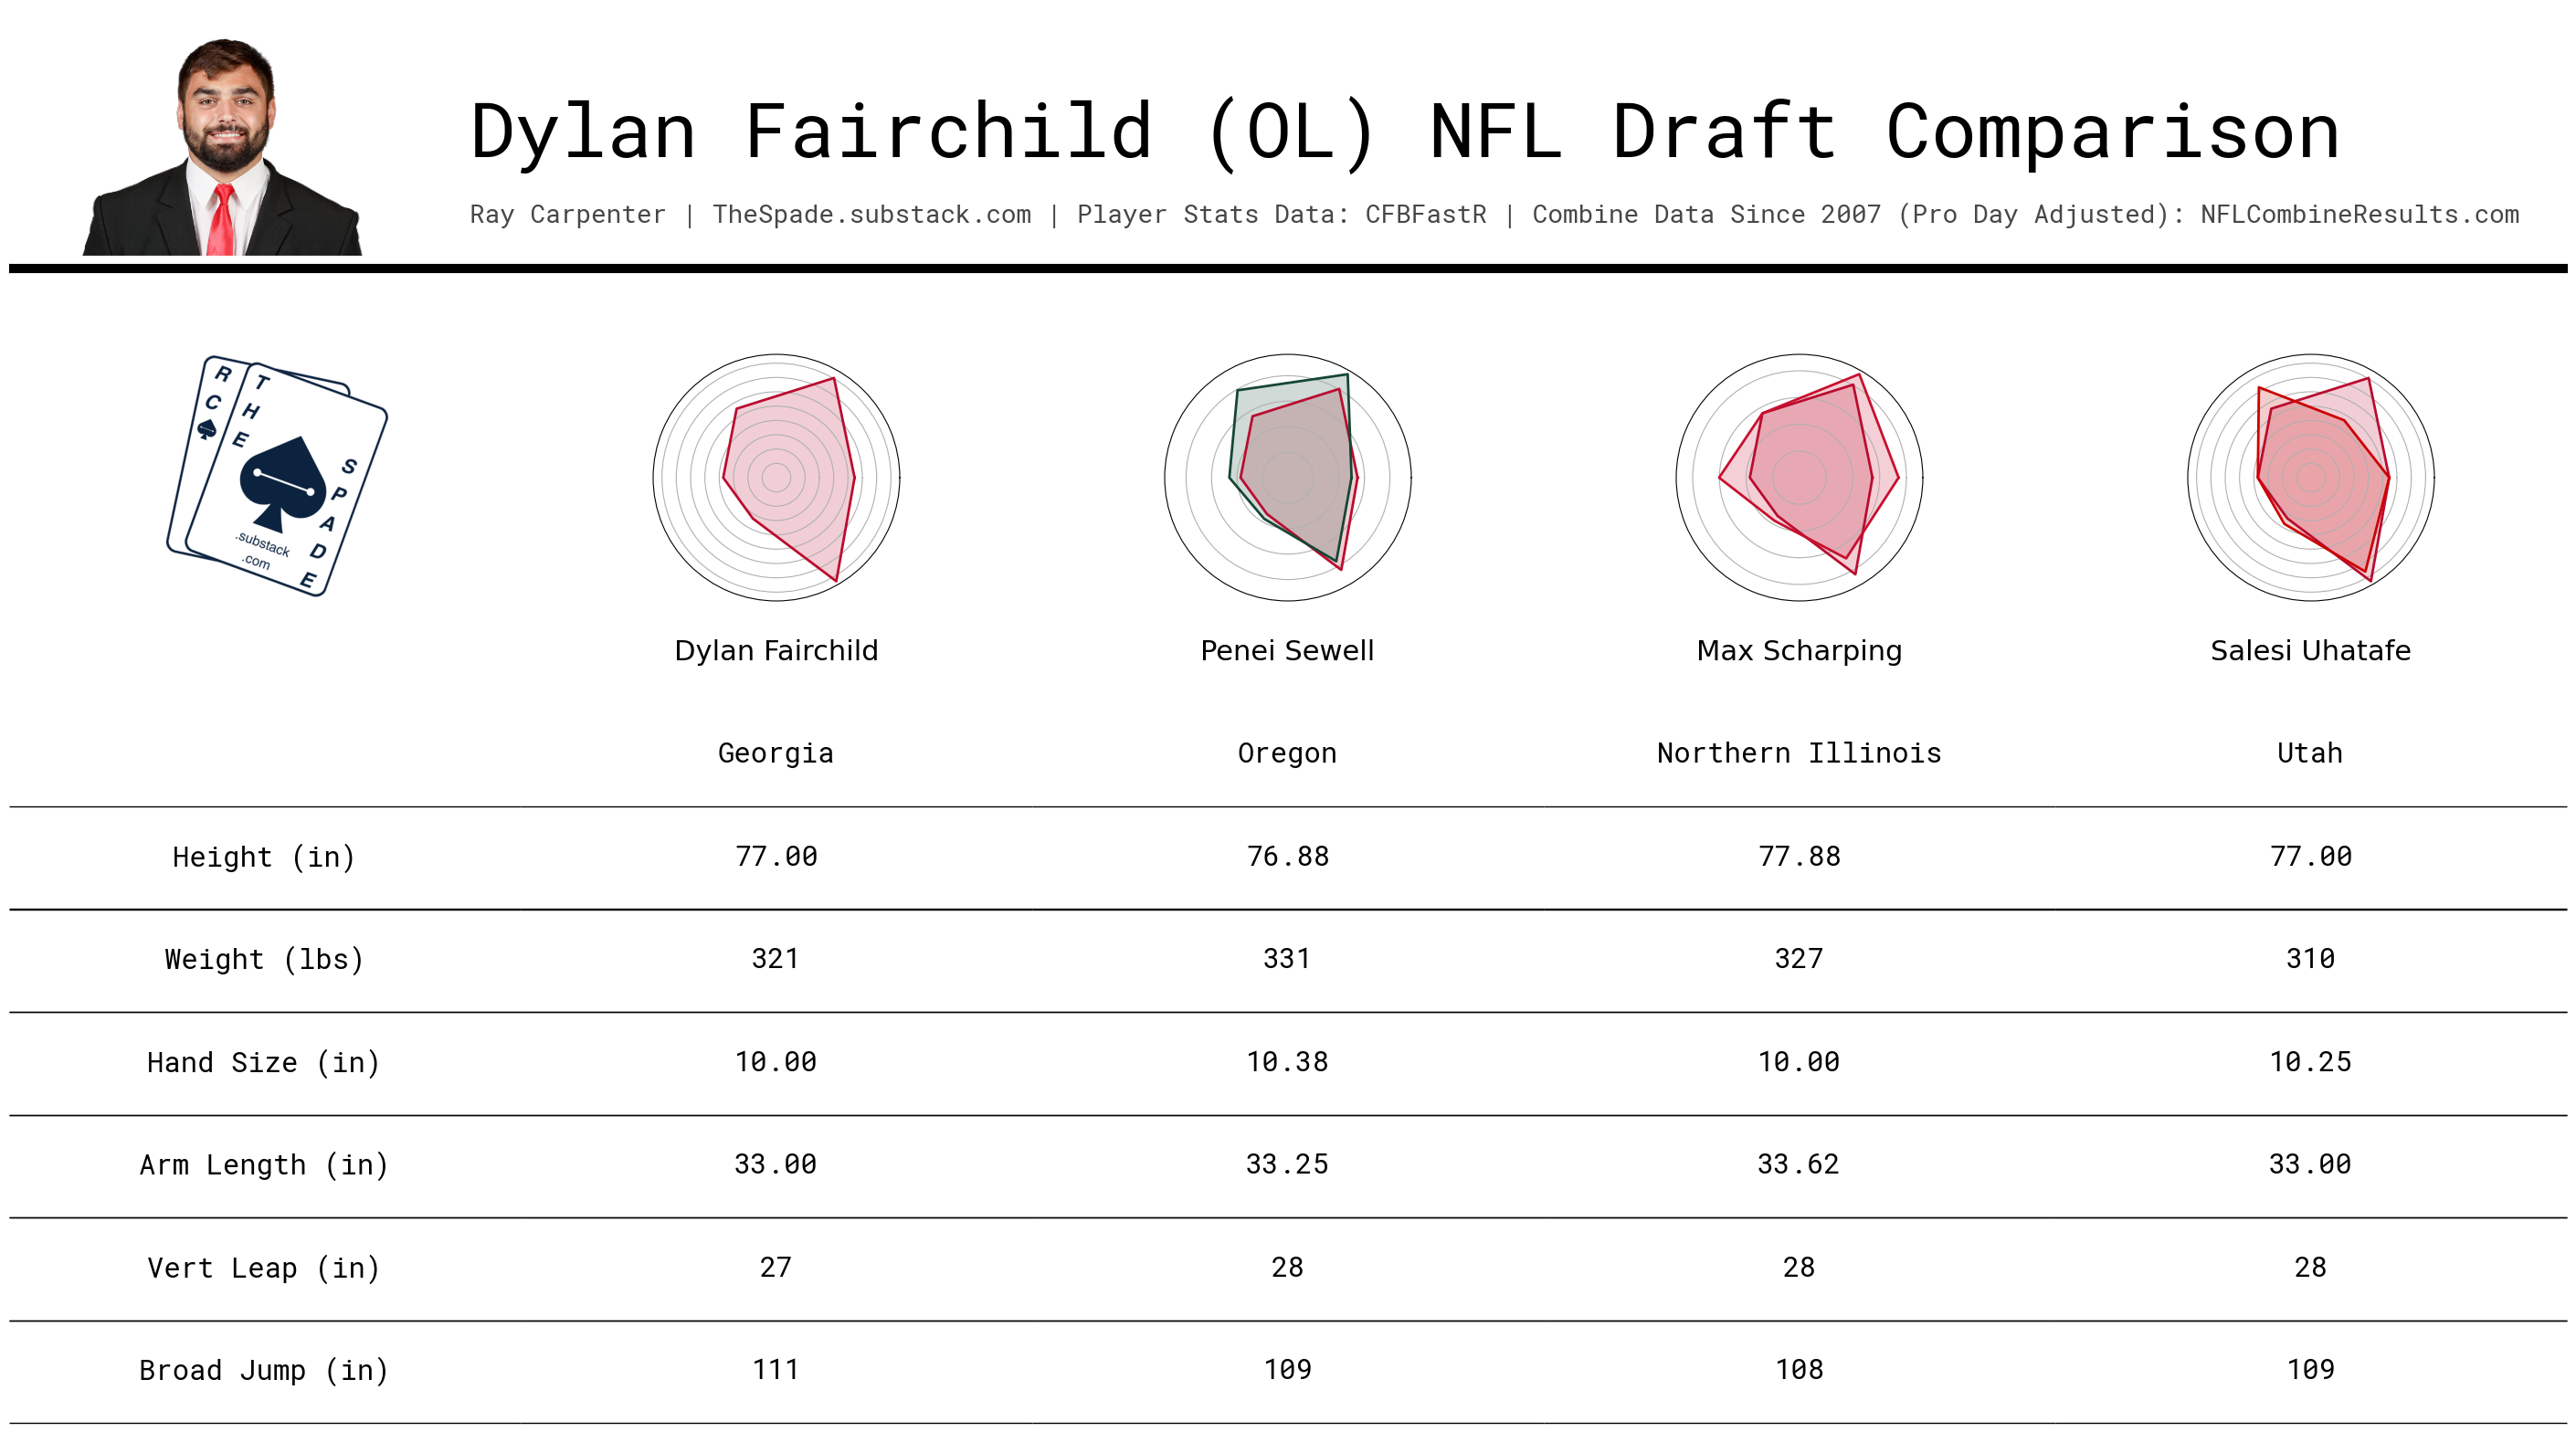 Dylan Fairchild (OL) NFL Draft Comparison
Ray Carpenter | TheSpade.substack.com | Player Stats Data: CFBFastR | Combine Data Since 2007 (Pro Day Adjusted): NFLCombineResults.com
RC
THE
SPADE
.substack
.com
Dylan Fairchild Penei Sewell Max Scharping Salesi Uhatafe
Georgia Oregon Northern Illinois Utah
Height (in) 77.00 76.88 77.88 77.00
Weight (lbs) 321 331 327 310
Hand Size (in) 10.00 10.38 10.00 10.25
Arm Length (in) 33.00 33.25 33.62 33.00
Vert Leap (in) 27 28 28 28
Broad Jump (in) 111 109 108 109